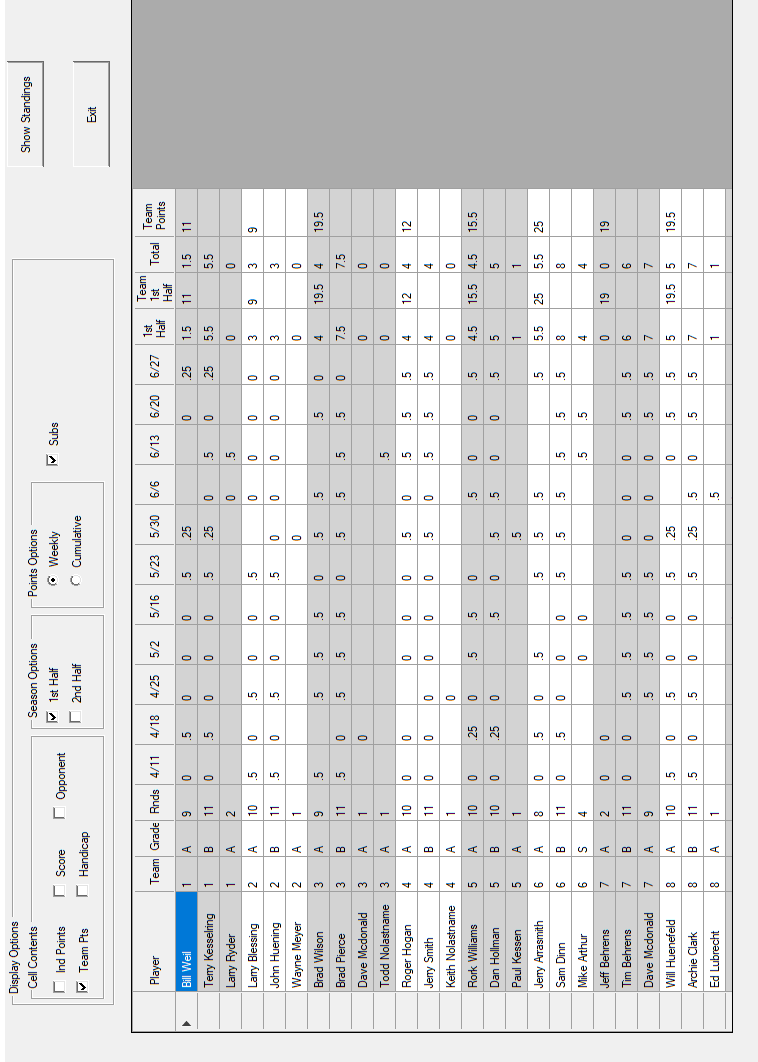 Display Options
Cell Contents
Season Options
Points Options
Show Standings
Ind Points Score Opponent
1st Half
Weekly
Subs
Team Pts Handicap
2nd Half
Cumulative
Exit
Player Team Grade Rnds 4/11 4/18 4/25 5/2 5/16 5/23 5/30 6/6 6/13 6/20 6/27 1st Half Team 1st Half Total Team Points
Bill Weil 1 A 9 0 .5 0 0 0 .5 .25 0 .25 1.5 11 1.5 11
Terry Kesselring 1 B 11 0 .5 0 0 0 .5 .25 0 .5 0 .25 5.5 5.5
Larry Ryder 1 A 2 0 .5 0 0
Larry Blessing 2 A 10 .5 0 .5 0 0 .5 0 0 0 0 3 9 3 9
John Huening 2 B 11 .5 0 .5 0 0 .5 0 0 0 0 0 3 3
Wayne Meyer 2 A 1 0 0 0
Brad Wilson 3 A 9 .5 .5 .5 .5 0 .5 .5 .5 0 4 19.5 4 19.5
Brad Pierce 3 B 11 .5 0 .5 .5 .5 .5 .5 .5 .5 .5 0 7.5 7.5
Dave Mcdonald 3 A 1 0 0 0
Todd Nolastname 3 A 1 .5 0 0
Roger Hogan 4 A 10 0 0 0 0 0 .5 0 .5 .5 .5 4 12 4 12
Jerry Smith 4 B 11 0 0 0 0 0 .5 .5 .5 .5 .5 .5 4 4
Keith Nolastname 4 A 1 0 0 0
Rork Williams 5 A 10 0 .25 0 .5 .5 0 .5 0 0 .5 4.5 15.5 4.5 15.5
Dan Hollman 5 B 10 0 .25 0 .5 0 .5 .5 0 0 .5 5 5
Paul Kessen 5 A 1 .5 1 1
Jerry Arrasmith 6 A 8 0 .5 0 .5 0 .5 .5 .5 .5 5.5 25 5.5 25
Sam Dinn 6 B 11 0 .5 .5 0 0 .5 .5 .5 .5 .5 .5 8 8
Mike Arthur 6 S 4 0 0 .5 .5 4 4
Jeff Behrens 7 A 2 0 0 0 19 0 19
Tim Behrens 7 B 11 0 0 .5 .5 .5 .5 0 0 0 .5 .5 6 6
Dave Mcdonald 7 A 9 .5 .5 .5 0 0 0 0 .5 .5 7 7
Will Huenefeld 8 A 10 .5 0 .5 0 0 .5 .25 0 .5 .5 5 19.5 5 19.5
Archie Clark 8 B 11 .5 0 0 0 0 .5 .25 .5 0 .5 .5 7 7
Ed Lubrecht 8 A 1 .5 1 1